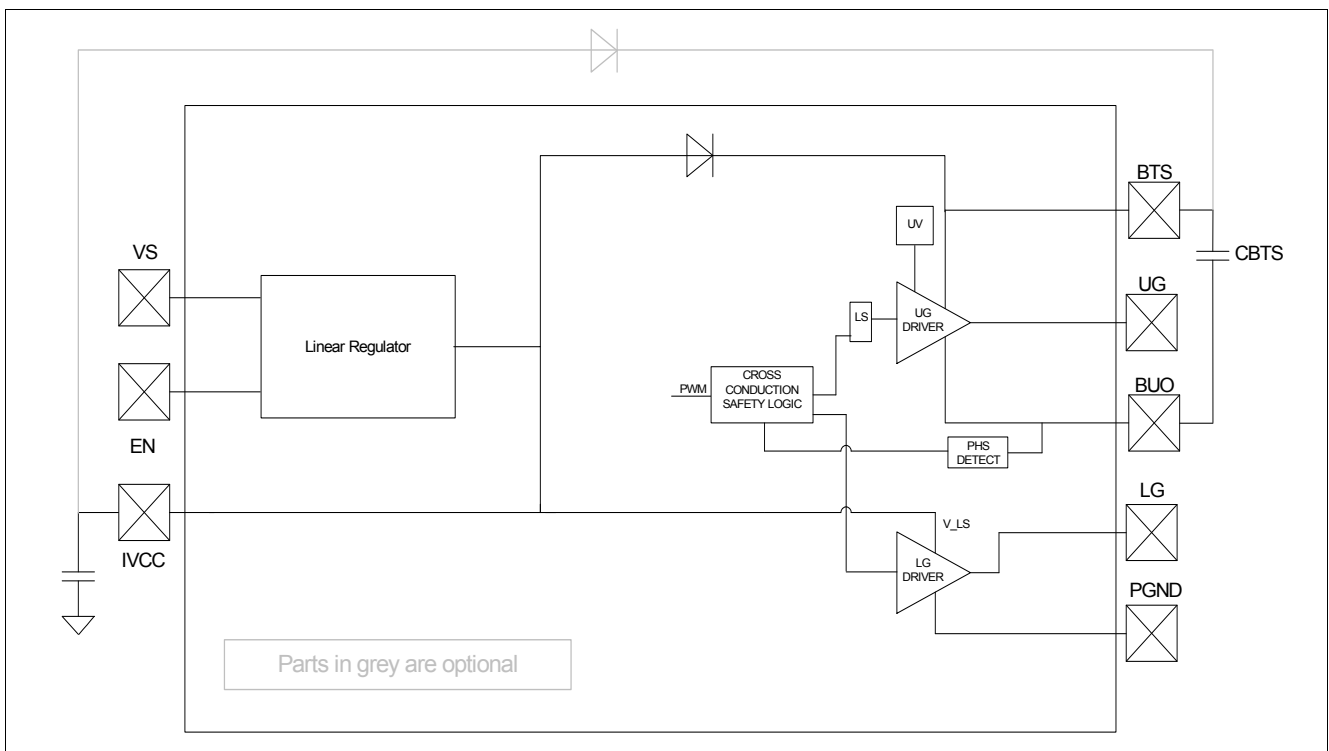 BTS
UV
VS
CBTS
UG
LS
UG
DRIVER
Linear Regulator
CROSS
CONDUCTION
SAFETY LOGIC
PWM
BUO
EN
PHS
DETECT
LG
V_LS
IVCC
LG
DRIVER
PGND
Parts in grey are optional